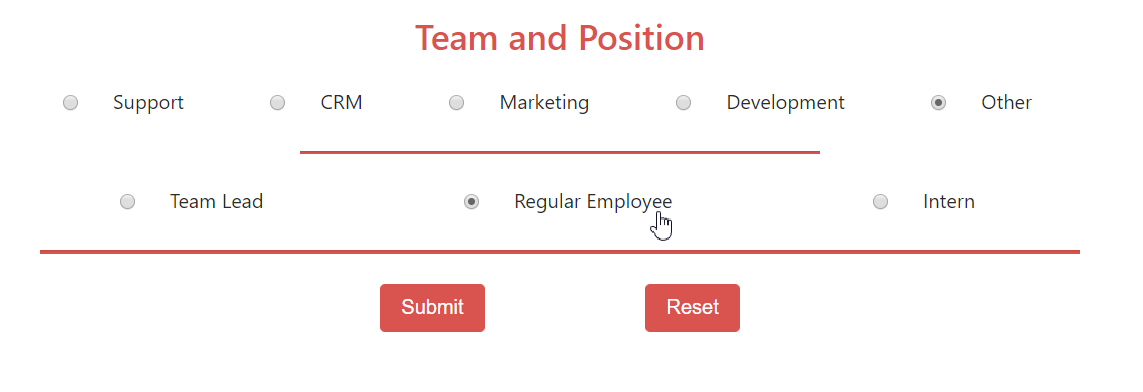 Team and Position
Support CRM Marketing Development Other
Team Lead Regular Employee Intern
Submit Reset